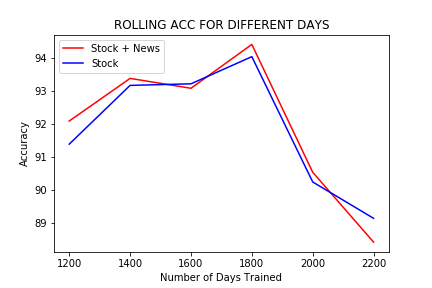 ROLLING ACC FOR DIFFERENT DAYS
Stock + News
Stock
94
93
92
91
90
89
Accuracy
1200 1400 1600 1800 2000 2200
Number of Days Trained